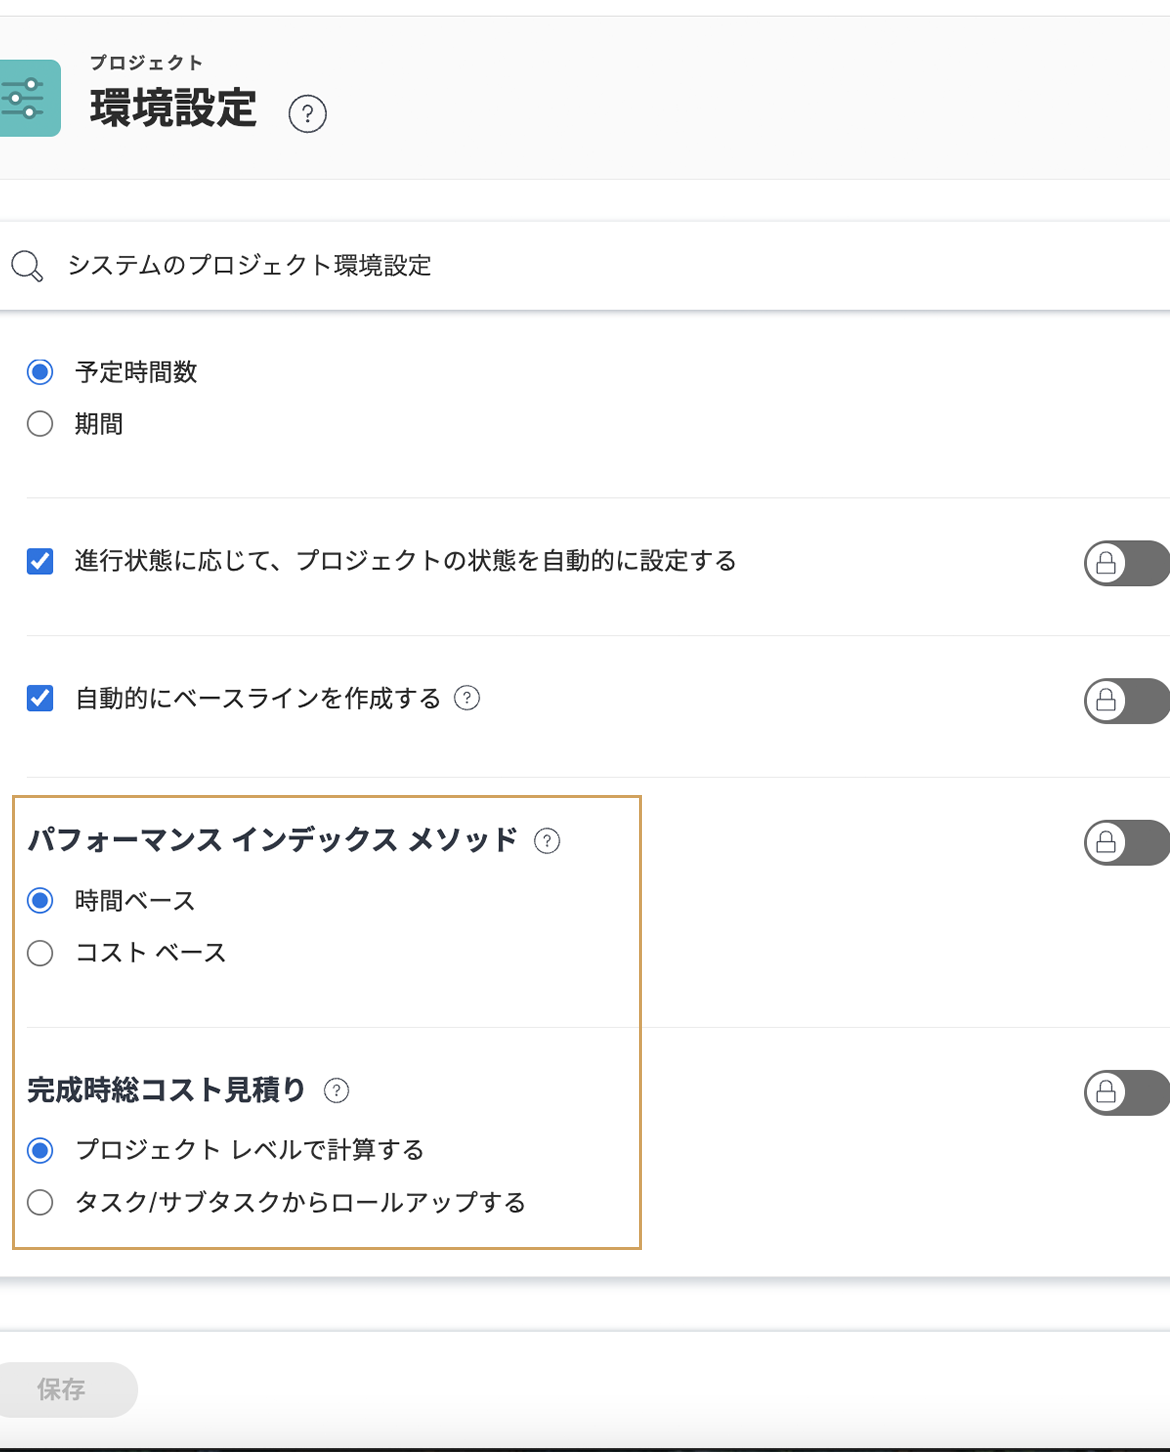 プロジェクト
環境設定
?
システムのプロジェクト環境設定
予定時間数
期間
進行状態に応じて、プロジェクトの状態を自動的に設定する
自動的にベースラインを作成する ?
パフォーマンス インデックス メソッド ?
時間ベース
コスト ベース
完成時総コスト見積り ?
プロジェクト レベルで計算する
タスク/サブタスクからロールアップする
保存